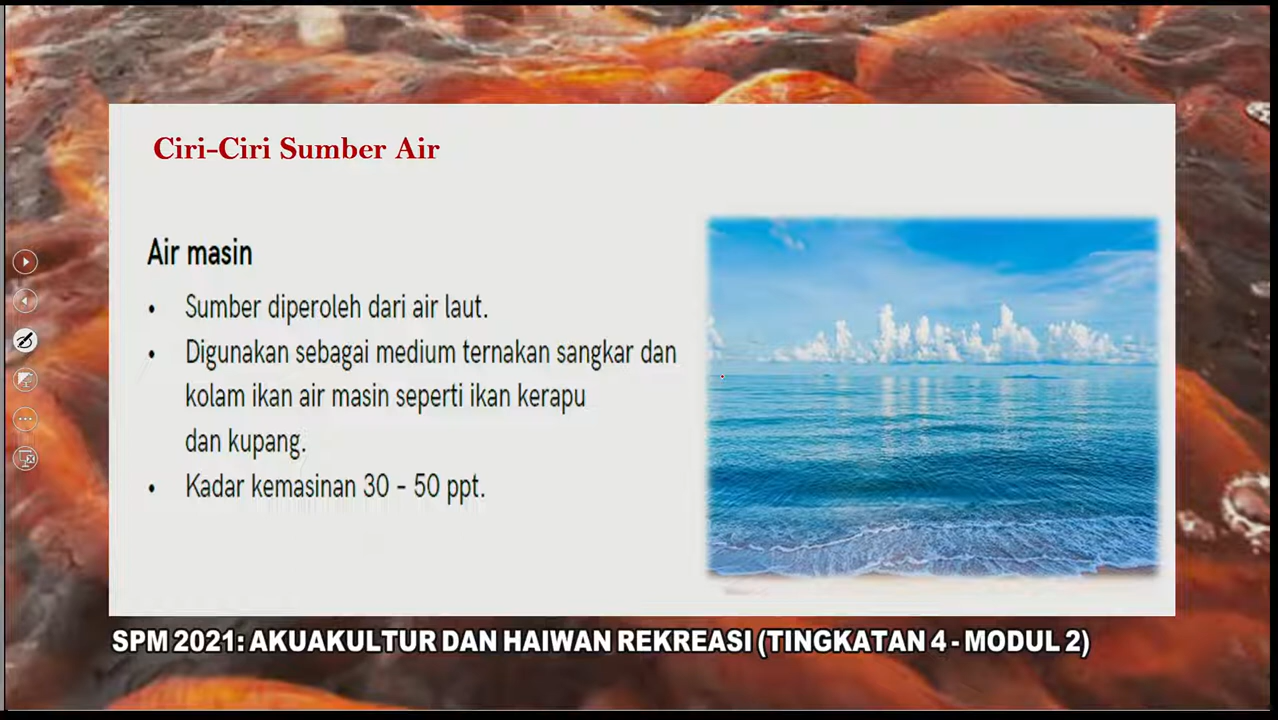 Ciri-Ciri Sumber Air
Air masin
• Sumber diperoleh dari air laut.
• Digunakan sebagai medium ternakan sangkar dan
kolam ikan air masin seperti ikan kerapu
dan kupang.
• Kadar kemasinan 30 – 50 ppt.
SPM 2021: AKUAKULTUR DAN HAIWAN REKREASI (TINGKATAN 4 - MODUL 2)